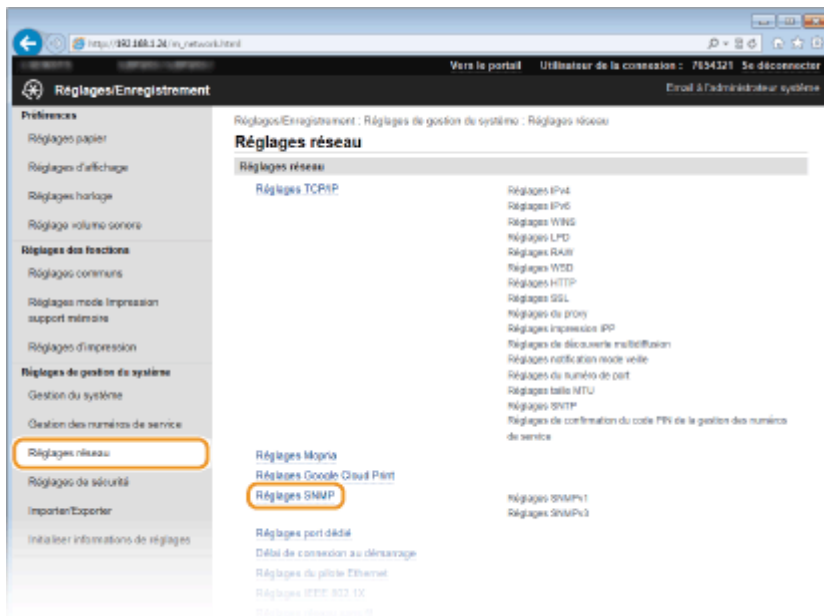 http://192.168.1.24/m_network.html
Vers le portail Utilisateur de la connexion : 7654321 Se déconnecter
Réglages/Enregistrement
Email à l'administrateur système
Préférences
Réglages papier
Réglages d'affichage
Réglages horloge
Réglage volume sonore
Réglages des fonctions
Réglages communs
Réglages mode Impression
support mémoire
Réglages d'impression
Réglages de gestion du système
Gestion du système
Gestion des numéros de service
Réglages réseau
Réglages de sécurité
Importer/Exporter
Initialiser informations de réglages
Réglages/Enregistrement : Réglages de gestion du système : Réglages réseau
Réglages réseau
Réglages réseau
Réglages TCP/IP
Réglages IPv4
Réglages IPv6
Réglages WINS
Réglages LPD
Réglages RAW
Réglages WSD
Réglages HTTP
Réglages SSL
Réglages du proxy
Réglages impression IPP
Réglages de découverte multidiffusion
Réglages notification mode veille
Réglages du numéro de port
Réglages taille MTU
Réglages SNTP
Réglages de confirmation du code PIN de la gestion des numéros
de service
Réglages Mopria
Réglages Google Cloud Print
Réglages SNMP
Réglages SNMPv1
Réglages SNMPv3
Réglages port dédié
Délai de connexion au démarrage
Réglages du pilote Ethernet
Réglages IEEE 802.1X